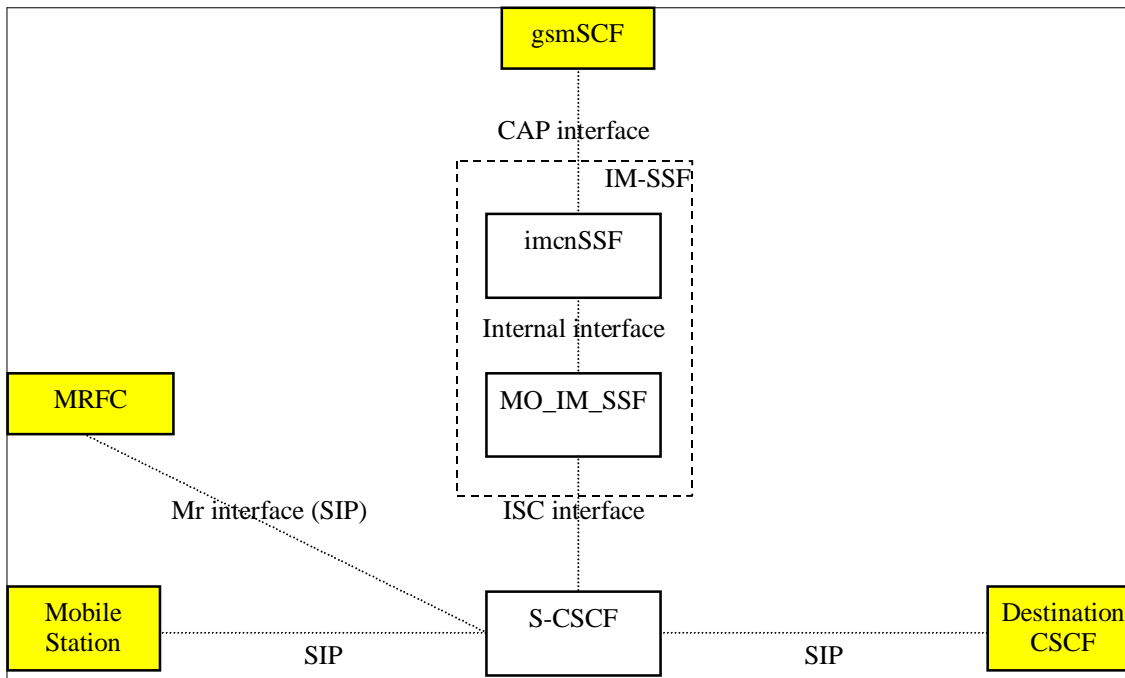 gsmSCF
CAP interface
IM-SSF
imcnSSF
Internal interface
MRFC
MO_IM_SSF
Mr interface (SIP)
ISC interface
Mobile
Station
SIP
S-CSCF
SIP
Destination
CSCF